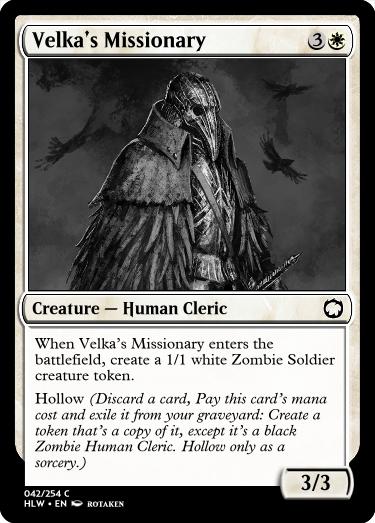 Velka's Missionary 3
Creature — Human Cleric
When Velka's Missionary enters the
battlefield, create a 1/1 white Zombie Soldier
creature token.
Hollow (Discard a card, Pay this card's mana
cost and exile it from your graveyard: Create a
token that's a copy of it, except it's a black
Zombie Human Cleric. Hollow only as a
sorcery.)
3/3
042/254 C
HLW • EN ROTAKEN